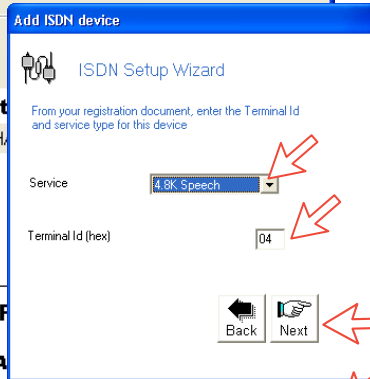 Add ISDN device
ISDN Setup Wizard
From your registration document, enter the Terminal Id
and service type for this device
Service
4.8K Speech
Terminal Id (hex)
04
Back
Next